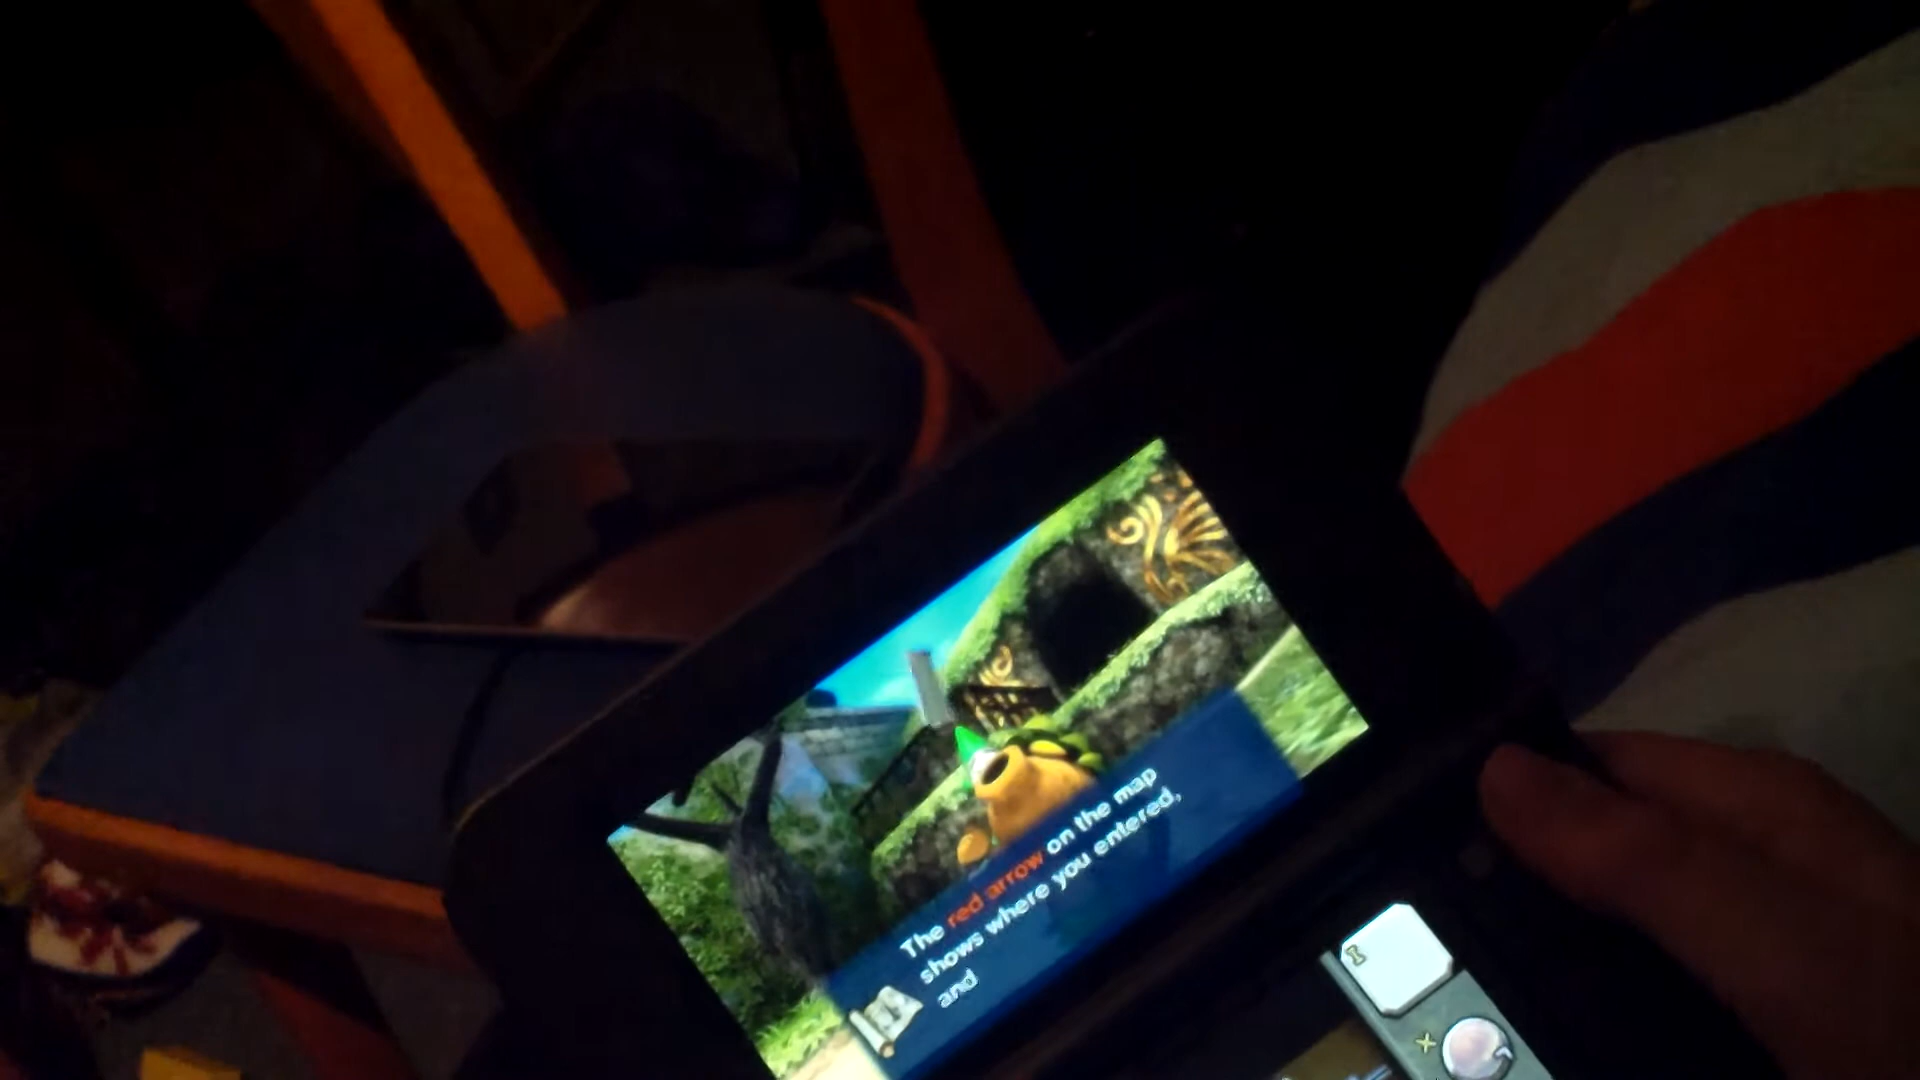 The red arrow on the map
shows where you entered,
and
I